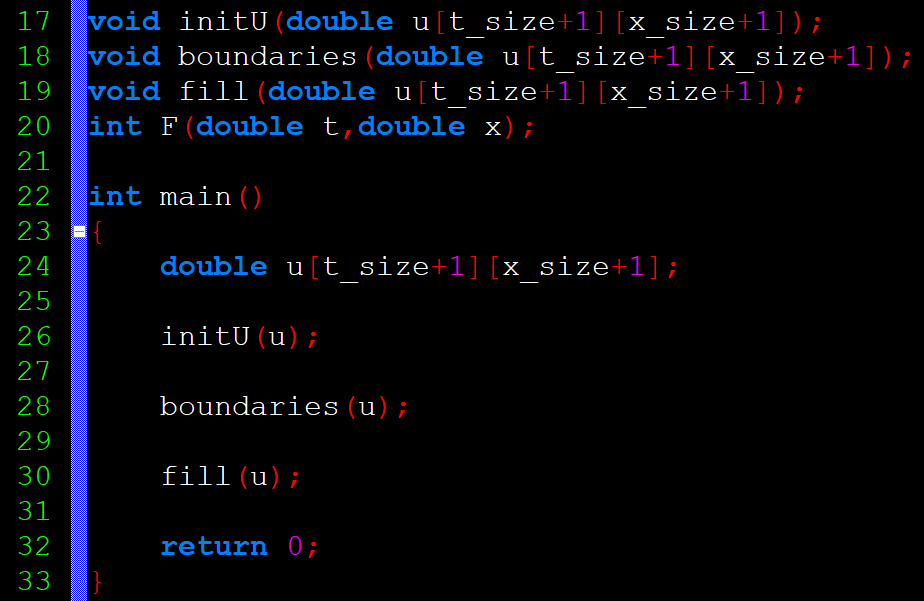 17 void initU(double u[t_size+1][x_size+1]);
18 void boundaries(double u[t_size+1][x_size+1]);
19 void fill(double u[t_size+1][x_size+1]);
20 int F(double t,double x);
21
22 int main()
23 {
24     double u[t_size+1][x_size+1];
25
26     initU(u);
27
28     boundaries(u);
29
30     fill(u);
31
32     return 0;
33 }